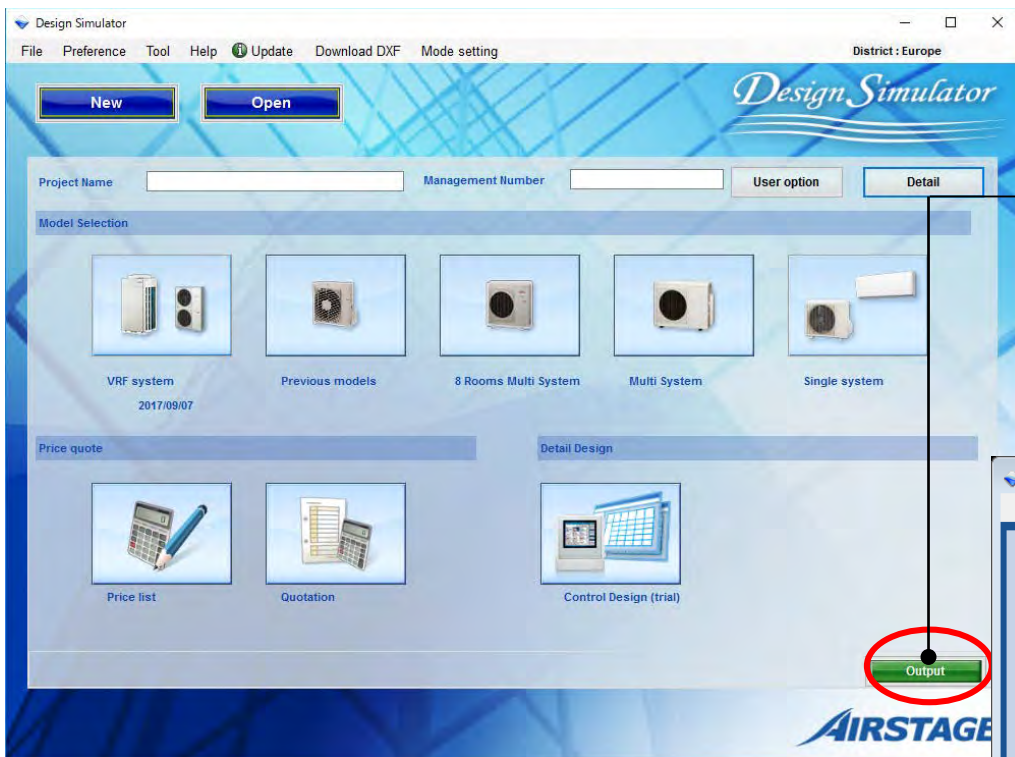 Design Simulator
File Preference Tool Help Update Download DXF Mode setting District : Europe
New Open Design Simulator
Project Name Management Number User option Detail
Model Selection
VRF system Previous models 8 Rooms Multi System Multi System Single system
2017/09/07
Price quote Detail Design
Price list Quotation Control Design (trial)
Output
AIRSTAGE